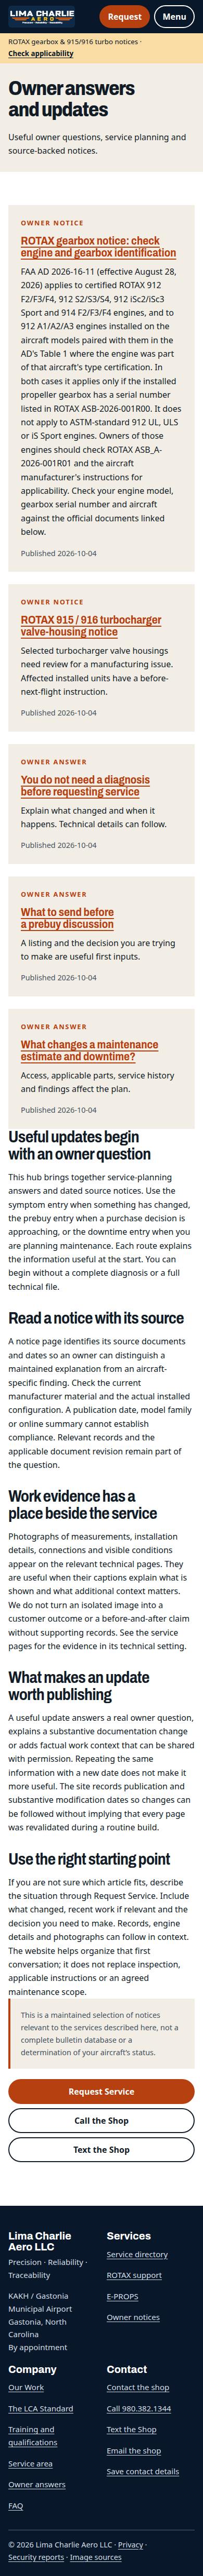 LIMA CHARLIE
AERO
Request
Menu
ROTAX gearbox & 915/916 turbo notices ·
Check applicability
Owner answers
and updates
Useful owner questions, service planning and
source-backed notices.
OWNER NOTICE
ROTAX gearbox notice: check
engine and gearbox identification
FAA AD 2026-16-11 (effective August 28,
2026) applies to certified ROTAX 912
F2/F3/F4, 912 S2/S3/S4, 912 iSc2/iSc3
Sport and 914 F2/F3/F4 engines, and to
912 A1/A2/A3 engines installed on the
aircraft models paired with them in the
AD's Table 1 where the engine was part
of that aircraft's type certification. In
both cases it applies only if the installed
propeller gearbox has a serial number
listed in ROTAX ASB-2026-001R00. It does
not apply to ASTM-standard 912 UL, ULS
or iS Sport engines. Owners of those
engines should check ROTAX ASB_A-
2026-001R01 and the aircraft
manufacturer's instructions for
applicability. Check your engine model,
gearbox serial number and aircraft
against the official documents linked
below.
Published 2026-10-04
OWNER NOTICE
ROTAX 915 / 916 turbocharger
valve-housing notice
Selected turbocharger valve housings
need review for a manufacturing issue.
Affected installed units have a before-
next-flight instruction.
Published 2026-10-04
OWNER ANSWER
You do not need a diagnosis
before requesting service
Explain what changed and when it
happens. Technical details can follow.
Published 2026-10-04
OWNER ANSWER
What to send before
a prebuy discussion
A listing and the decision you are trying
to make are useful first inputs.
Published 2026-10-04
OWNER ANSWER
What changes a maintenance
estimate and downtime?
Access, applicable parts, service history
and findings affect the plan.
Published 2026-10-04
Useful updates begin
with an owner question
This hub brings together service-planning
answers and dated source notices. Use the
symptom entry when something has changed,
the prebuy entry when a purchase decision is
approaching, or the downtime entry when you
are planning maintenance. Each route explains
the information useful at the start. You can
begin without a complete diagnosis or a full
technical file.
Read a notice with its source
A notice page identifies its source documents
and dates so an owner can distinguish a
maintained explanation from an aircraft-
specific finding. Check the current
manufacturer material and the actual installed
configuration. A publication date, model family
or online summary cannot establish
compliance. Relevant records and the
applicable document revision remain part of
the question.
Work evidence has a
place beside the service
Photographs of measurements, installation
details, connections and visible conditions
appear on the relevant technical pages. They
are useful when their captions explain what is
shown and what additional context matters.
We do not turn an isolated image into a
customer outcome or a before-and-after claim
without supporting records. See the service
pages for the evidence in its technical setting.
What makes an update
worth publishing
A useful update answers a real owner question,
explains a substantive documentation change
or adds factual work context that can be shared
with permission. Repeating the same
information with a new date does not make it
more useful. The site records publication and
substantive modification dates so changes can
be followed without implying that every page
was revalidated during a routine build.
Use the right starting point
If you are not sure which article fits, describe
the situation through Request Service. Include
what changed, recent work if relevant and the
decision you need to make. Records, engine
details and photographs can follow in context.
The website helps organize that first
conversation; it does not replace inspection,
applicable instructions or an agreed
maintenance scope.
This is a maintained selection of notices
relevant to the services described here, not a
complete bulletin database or a
determination of your aircraft's status.
Request Service
Call the Shop
Text the Shop
Lima Charlie
Aero LLC
Precision · Reliability ·
Traceability
KAKH / Gastonia
Municipal Airport
Gastonia, North
Carolina
By appointment
Services
Service directory
ROTAX support
E-PROPS
Owner notices
Company
Our Work
The LCA Standard
Training and
qualifications
Service area
Owner answers
FAQ
Contact
Contact the shop
Call 980.382.1344
Text the Shop
Email the shop
Save contact details
© 2026 Lima Charlie Aero LLC · Privacy ·
Security reports · Image sources